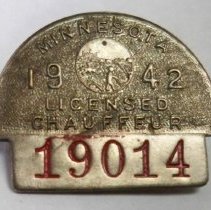 MINNESOTA
19 42
LICENSED
CHAUFFEUR
19014